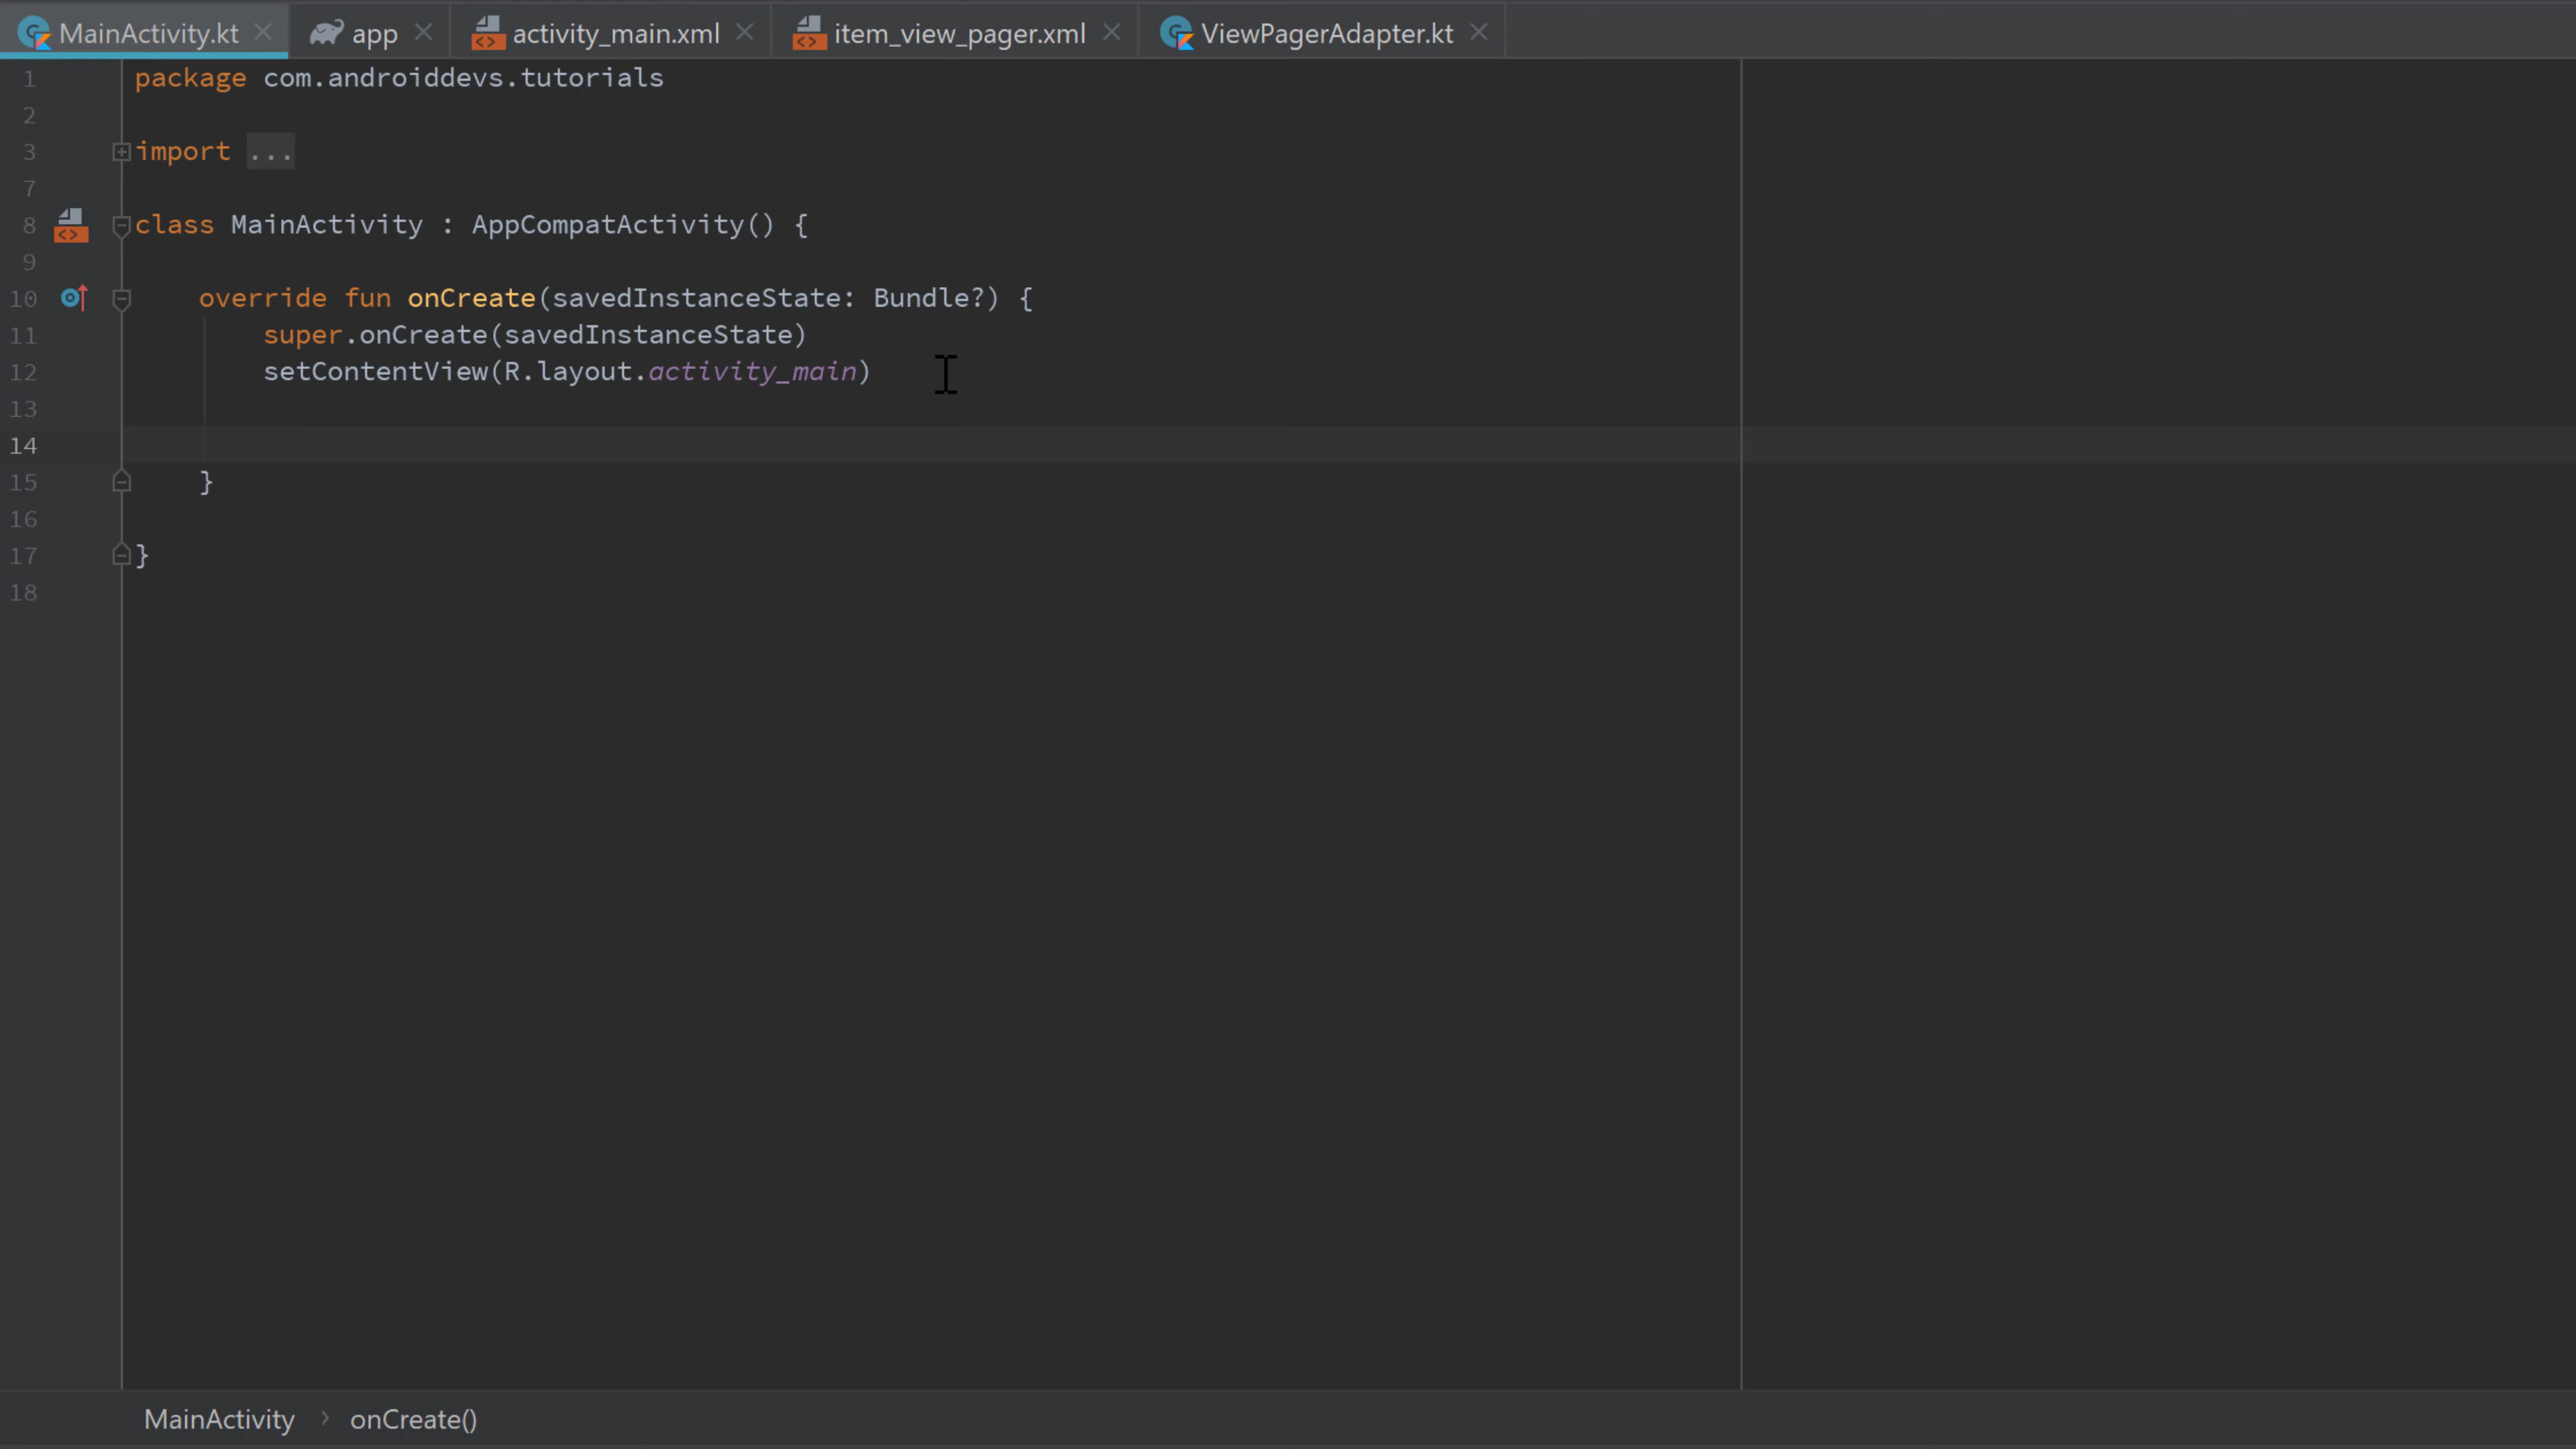 MainActivity.kt app activity_main.xml item_view_pager.xml ViewPagerAdapter.kt
1 package com.androiddevs.tutorials
2
3 import ...
7
8 class MainActivity : AppCompatActivity() {
9
10 override fun onCreate(savedInstanceState: Bundle?) {
11 super.onCreate(savedInstanceState)
12 setContentView(R.layout.activity_main)
13
14
15 }
16
17 }
18
MainActivity › onCreate()